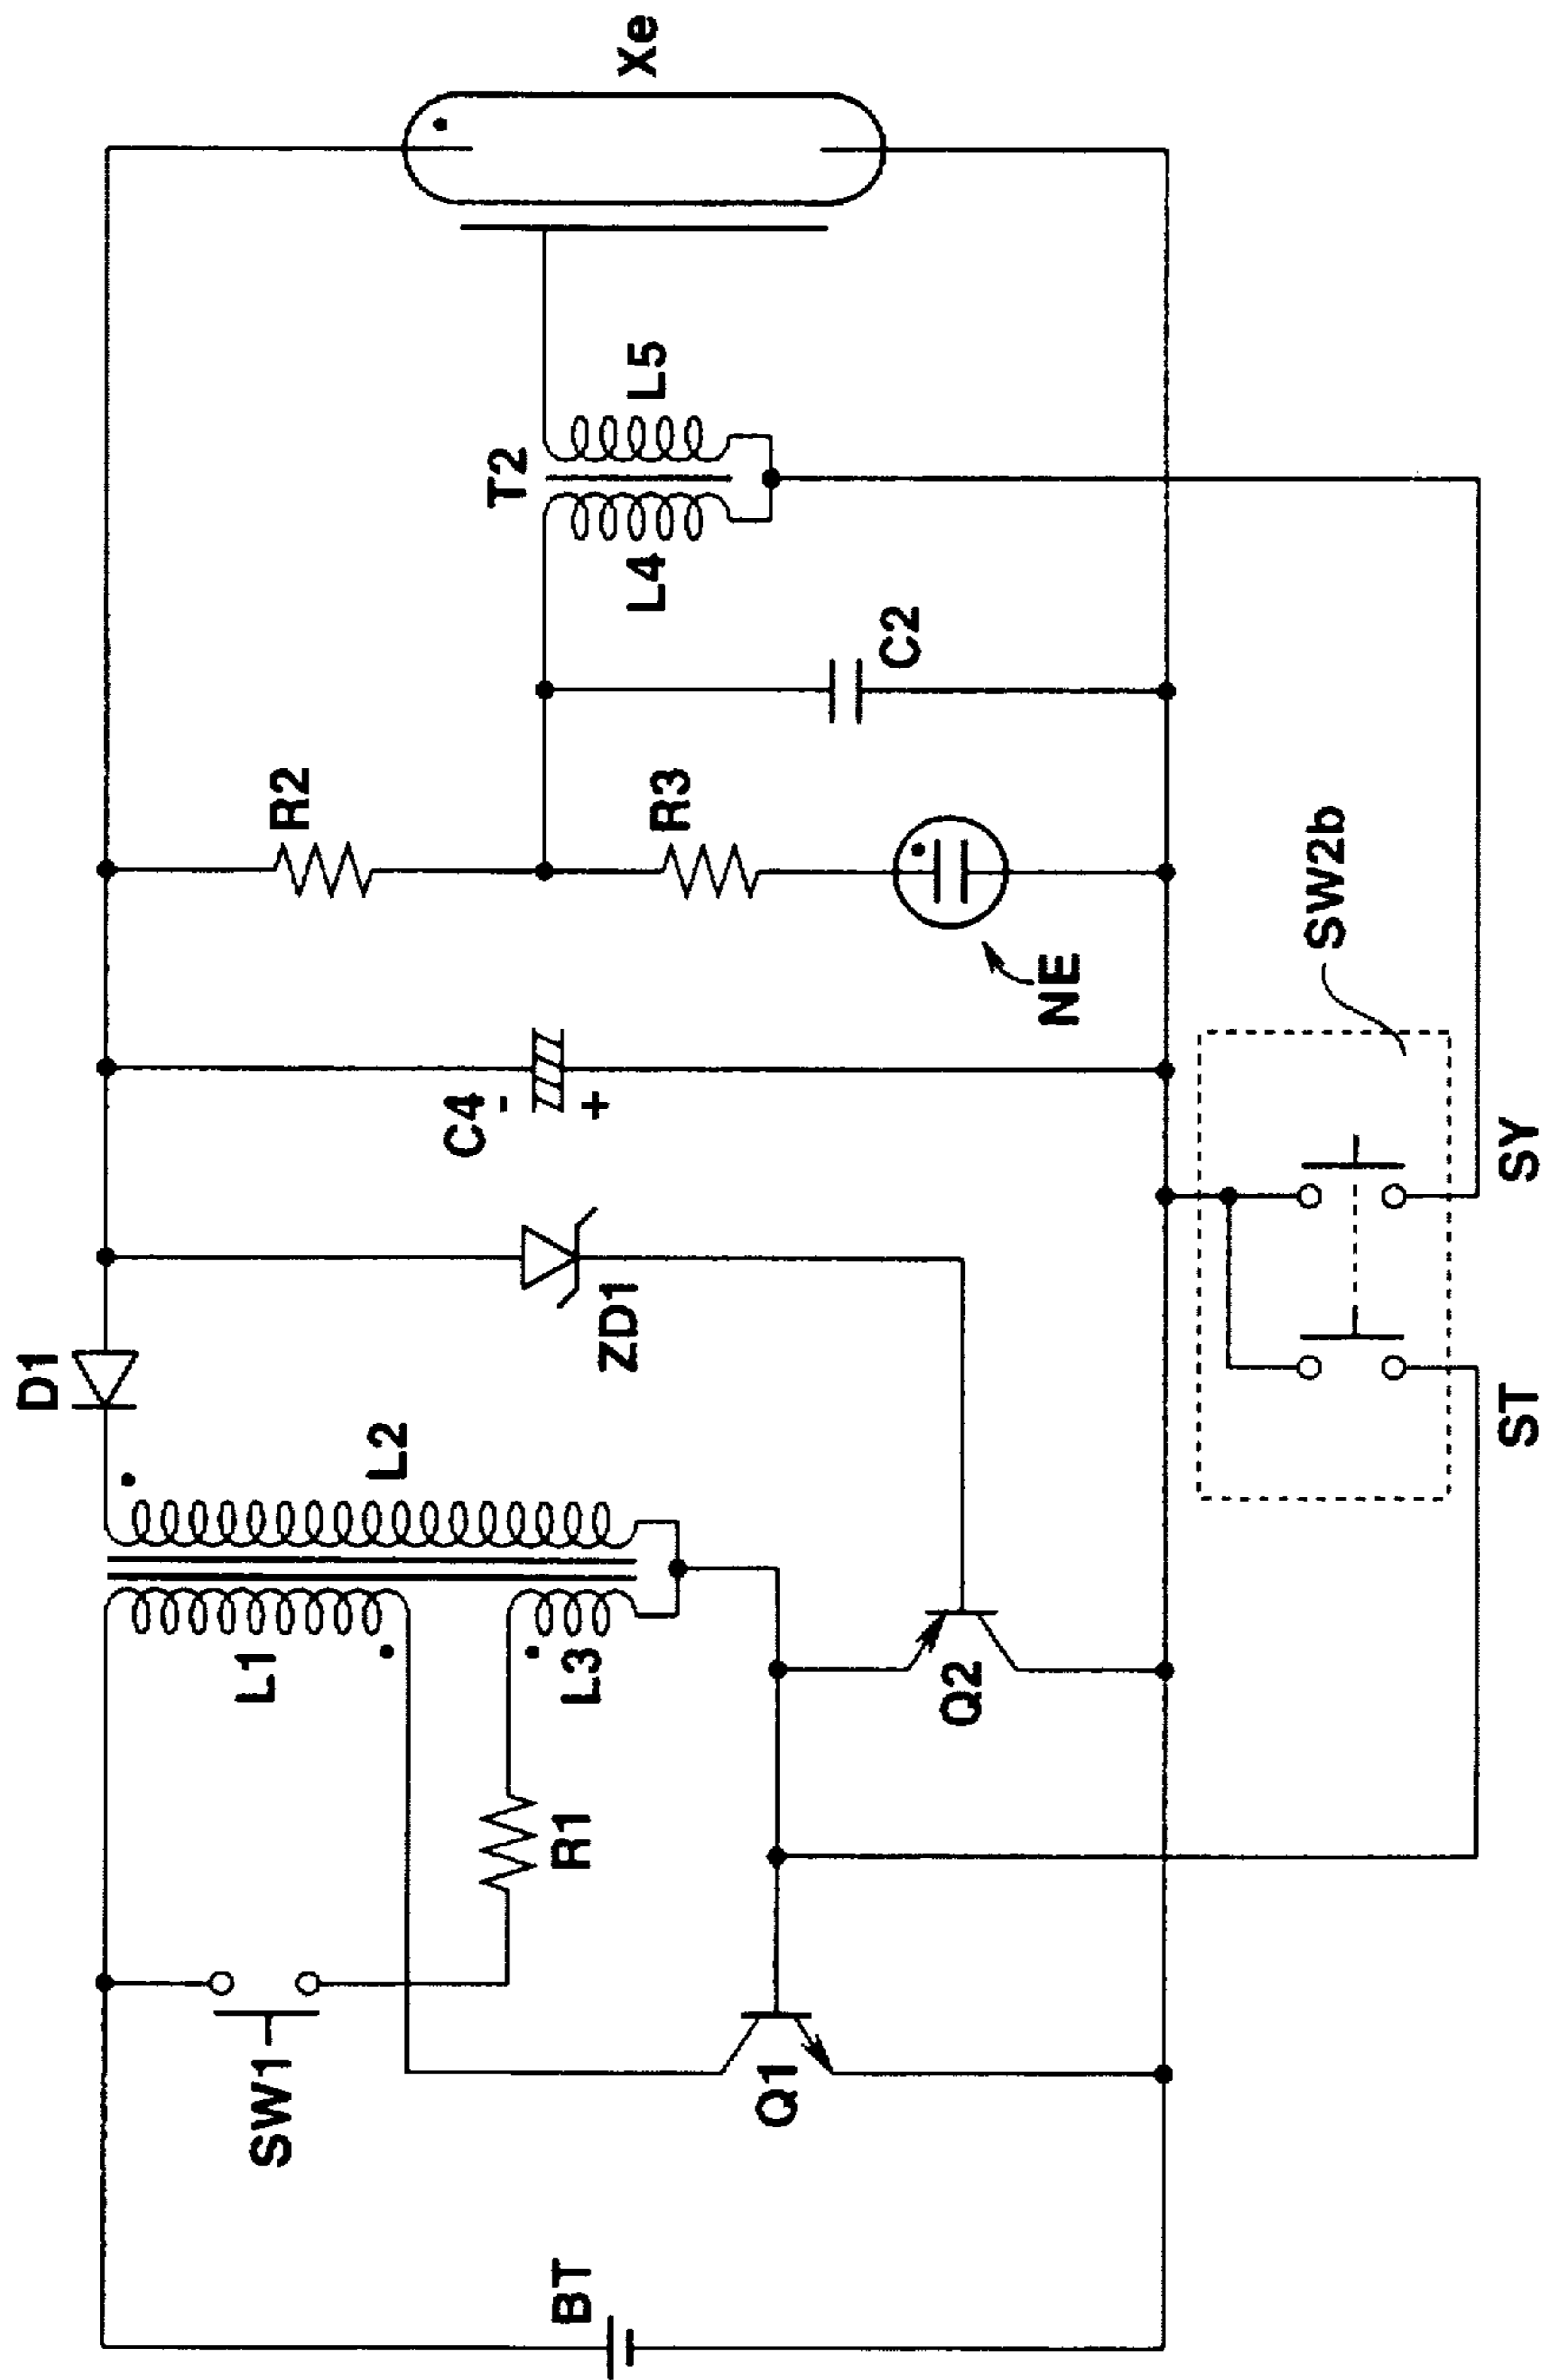 Xe
T2
L5
L4
C2
R2
R3
NE
SW2b
C4
-
+
ZD1
SY
ST
D1
L2
L1
L3
Q2
R1
SW1
Q1
BT